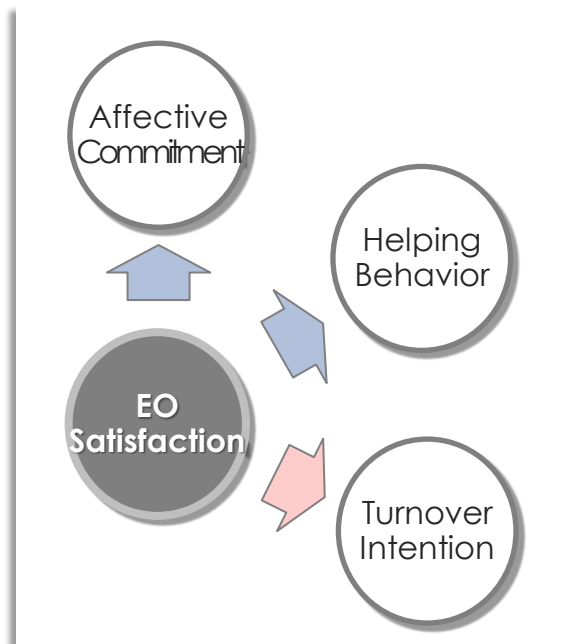 Affective
Commitment
Helping
Behavior
EO
Satisfaction
Turnover
Intention